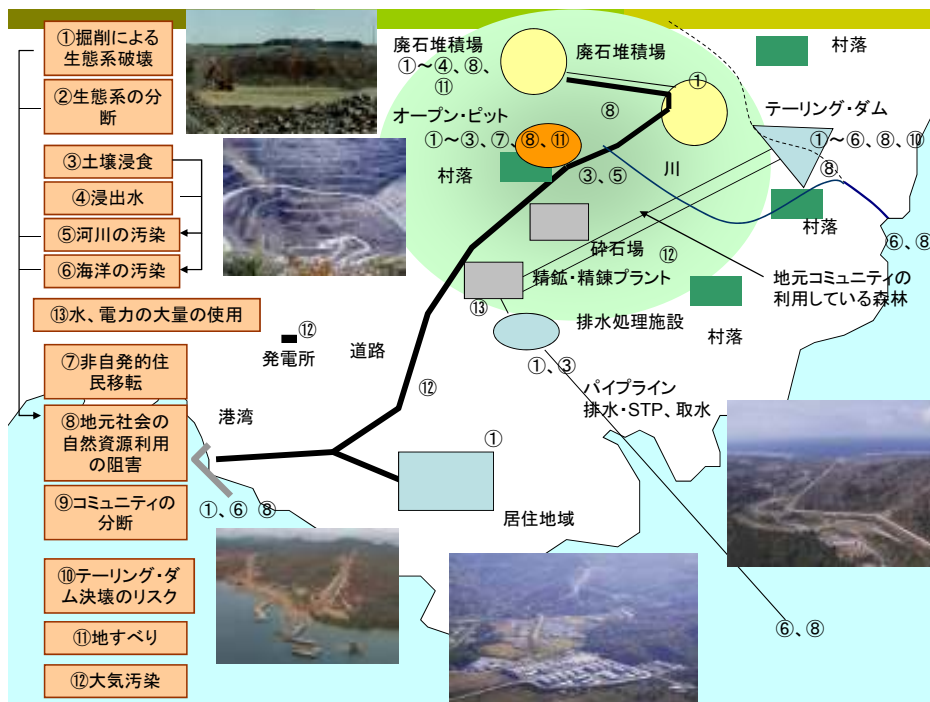 ①掘削による
生態系破壊
②生態系の分
断
③土壌浸食
④浸出水
⑤河川の汚染
⑥海洋の汚染
⑬水、電力の大量の使用
⑦非自発的住
民移転
⑧地元社会の
自然資源利用
の阻害
⑨コミュニティの
分断
⑩テーリング・ダ
ム決壊のリスク
⑪地すべり
⑫大気汚染
廃石堆積場
①～④、⑧、
⑪
廃石堆積場
①
⑧
村落
オープン・ピット
①～③、⑦、⑧、⑪
テーリング・ダム
①～⑥、⑧、⑩
⑧
村落
③、⑤
川
村落
⑥、⑧
砕石場
⑫
精鉱・精錬プラント
⑬
地元コミュニティの
利用している森林
排水処理施設
村落
⑫
発電所
道路
①、③
⑫
パイプライン
排水・STP、取水
港湾
①
①、⑥ ⑧
居住地域
⑥、⑧